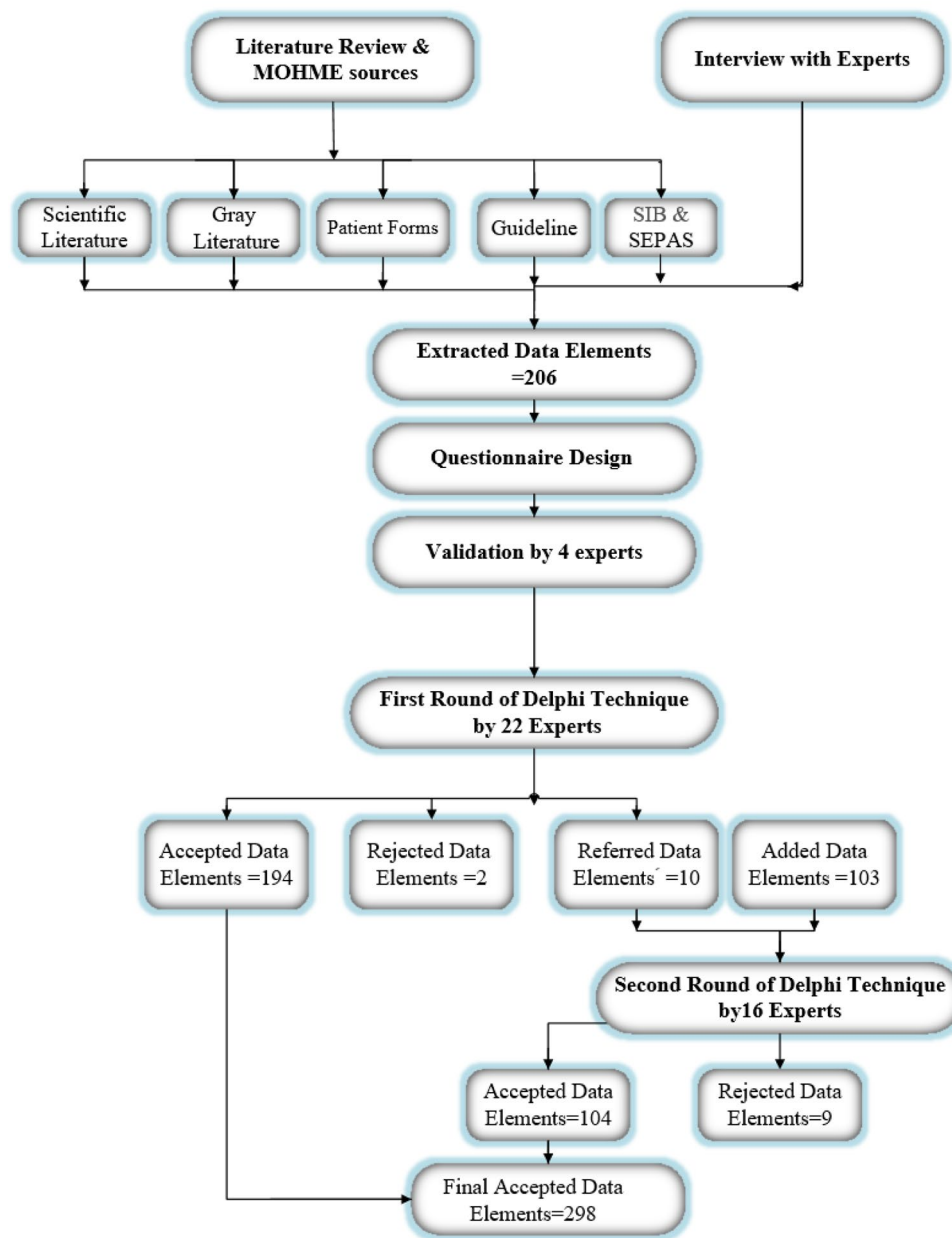 Literature Review &
MOHME sources
Interview with Experts
Scientific
Literature
Gray
Literature
Patient Forms
Guideline
SIB &
SEPAS
Extracted Data Elements
=206
Questionnaire Design
Validation by 4 experts
First Round of Delphi Technique
by 22 Experts
Accepted Data
Elements =194
Rejected Data
Elements =2
Referred Data
Elements´ =10
Added Data
Elements =103
Second Round of Delphi Technique
by16 Experts
Accepted Data
Elements=104
Rejected Data
Elements=9
Final Accepted Data
Elements=298